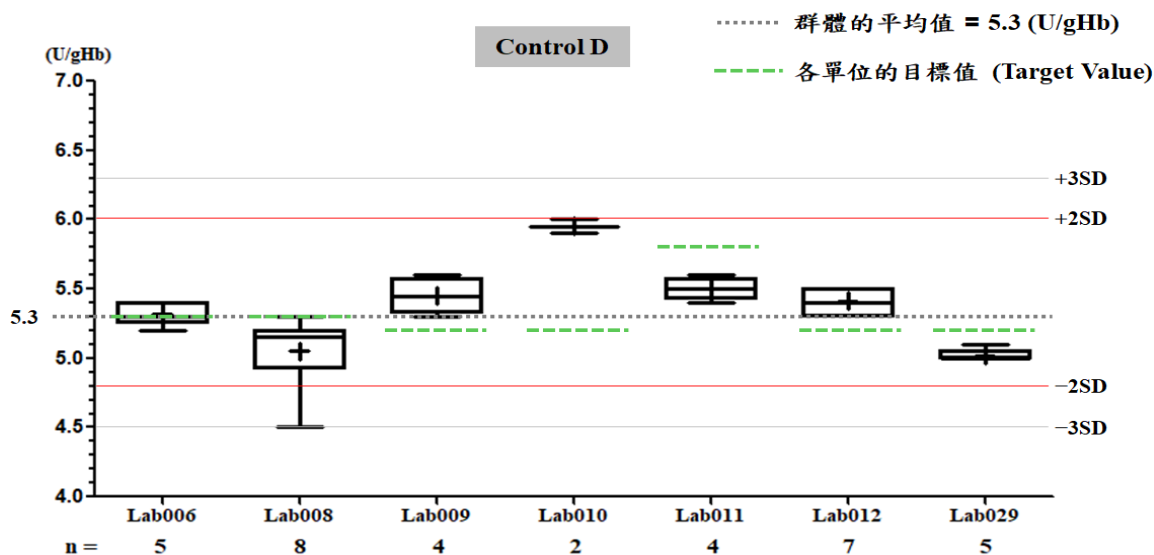 群體的平均值 = 5.3 (U/gHb)
(U/gHb)
Control D
各單位的目標值 (Target Value)
7.0
6.5
+3SD
6.0
+2SD
5.5
5.3
5.0
−2SD
4.5
−3SD
4.0
Lab006 Lab008 Lab009 Lab010 Lab011 Lab012 Lab029
n = 5 8 4 2 4 7 5